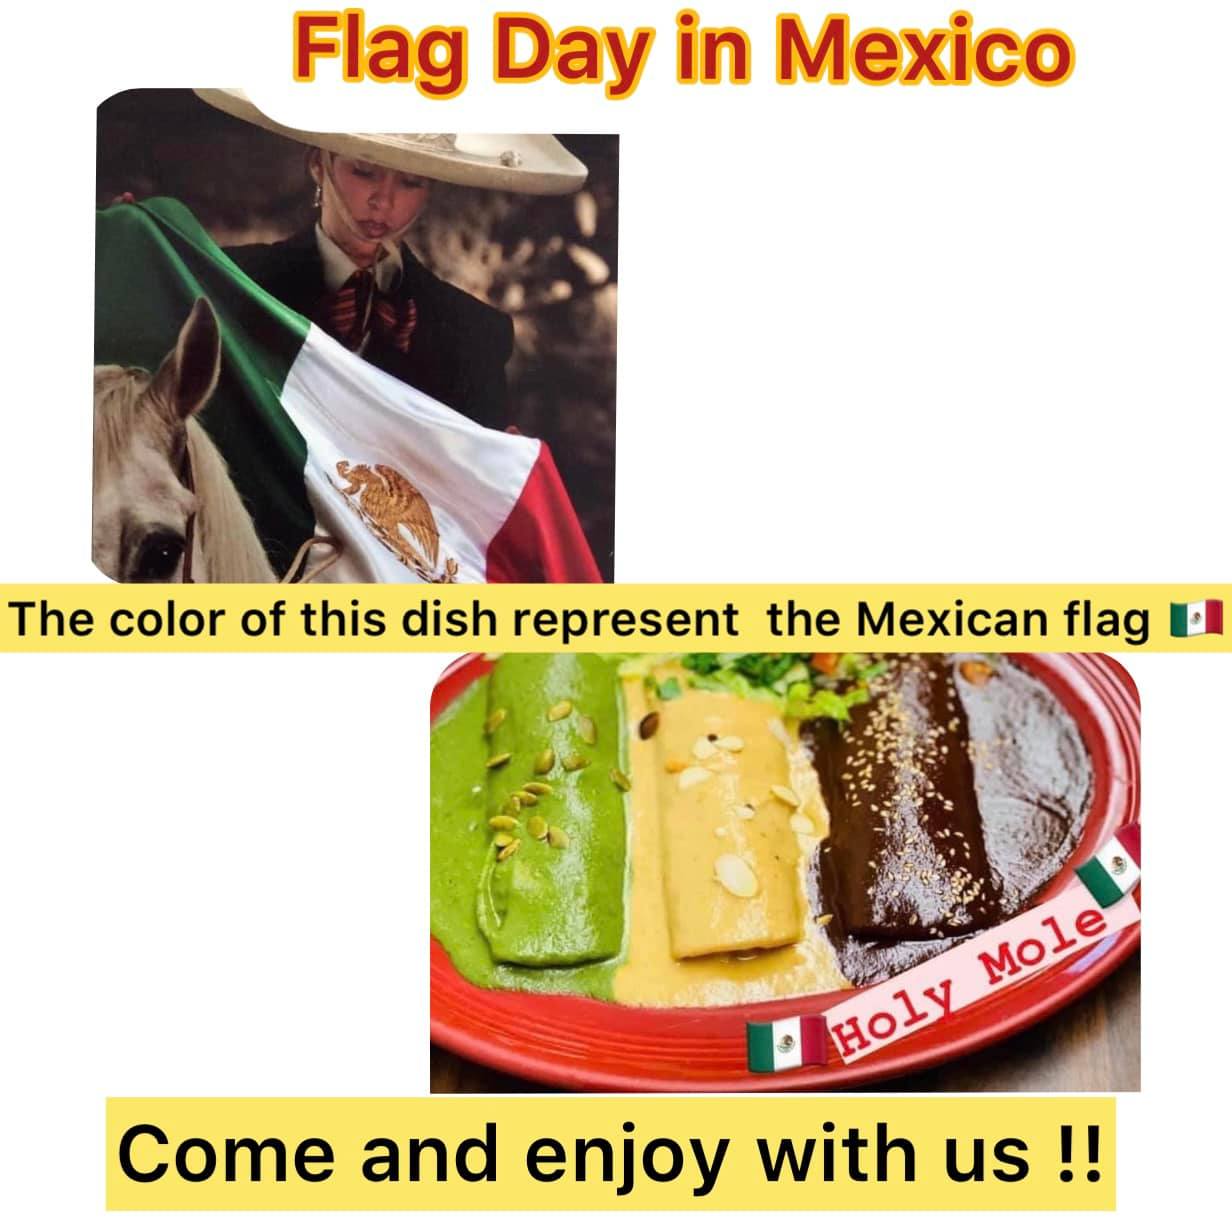 Flag Day in Mexico
The color of this dish represent the Mexican flag 🇲🇽
Holy Mole
Come and enjoy with us !!